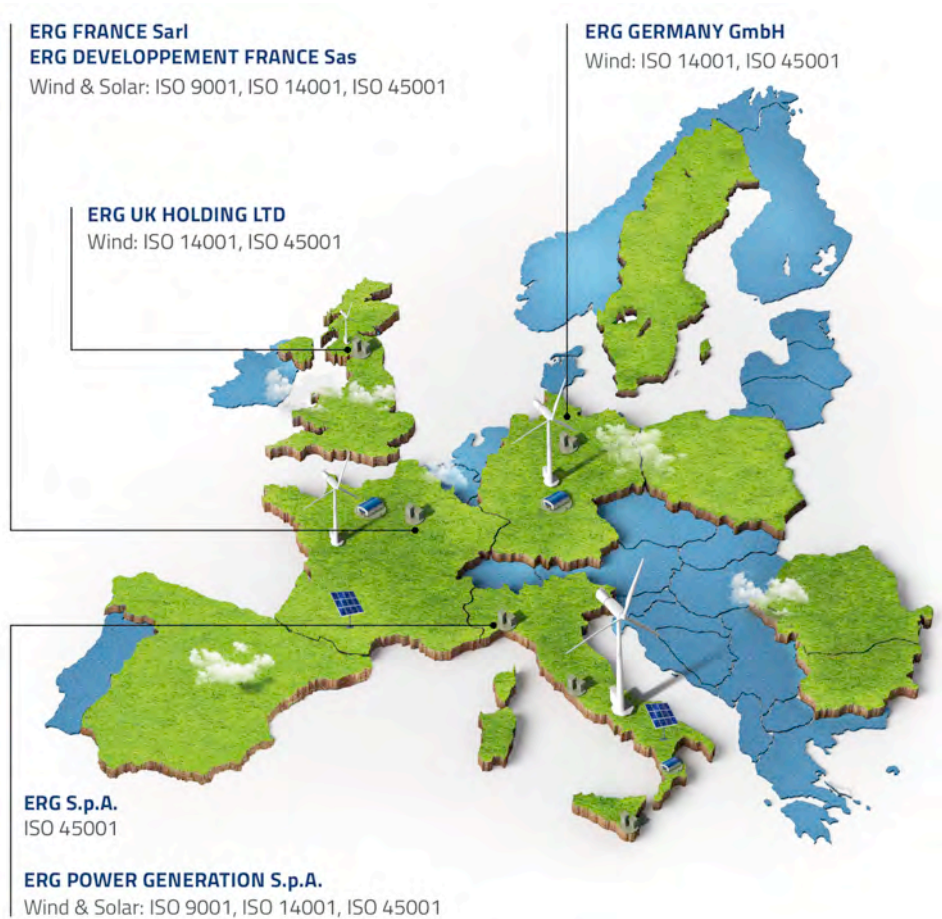 ERG FRANCE Sarl
ERG DEVELOPPEMENT FRANCE Sas
Wind & Solar: ISO 9001, ISO 14001, ISO 45001
ERG GERMANY GmbH
Wind: ISO 14001, ISO 45001
ERG UK HOLDING LTD
Wind: ISO 14001, ISO 45001
ERG S.p.A.
ISO 45001
ERG POWER GENERATION S.p.A.
Wind & Solar: ISO 9001, ISO 14001, ISO 45001